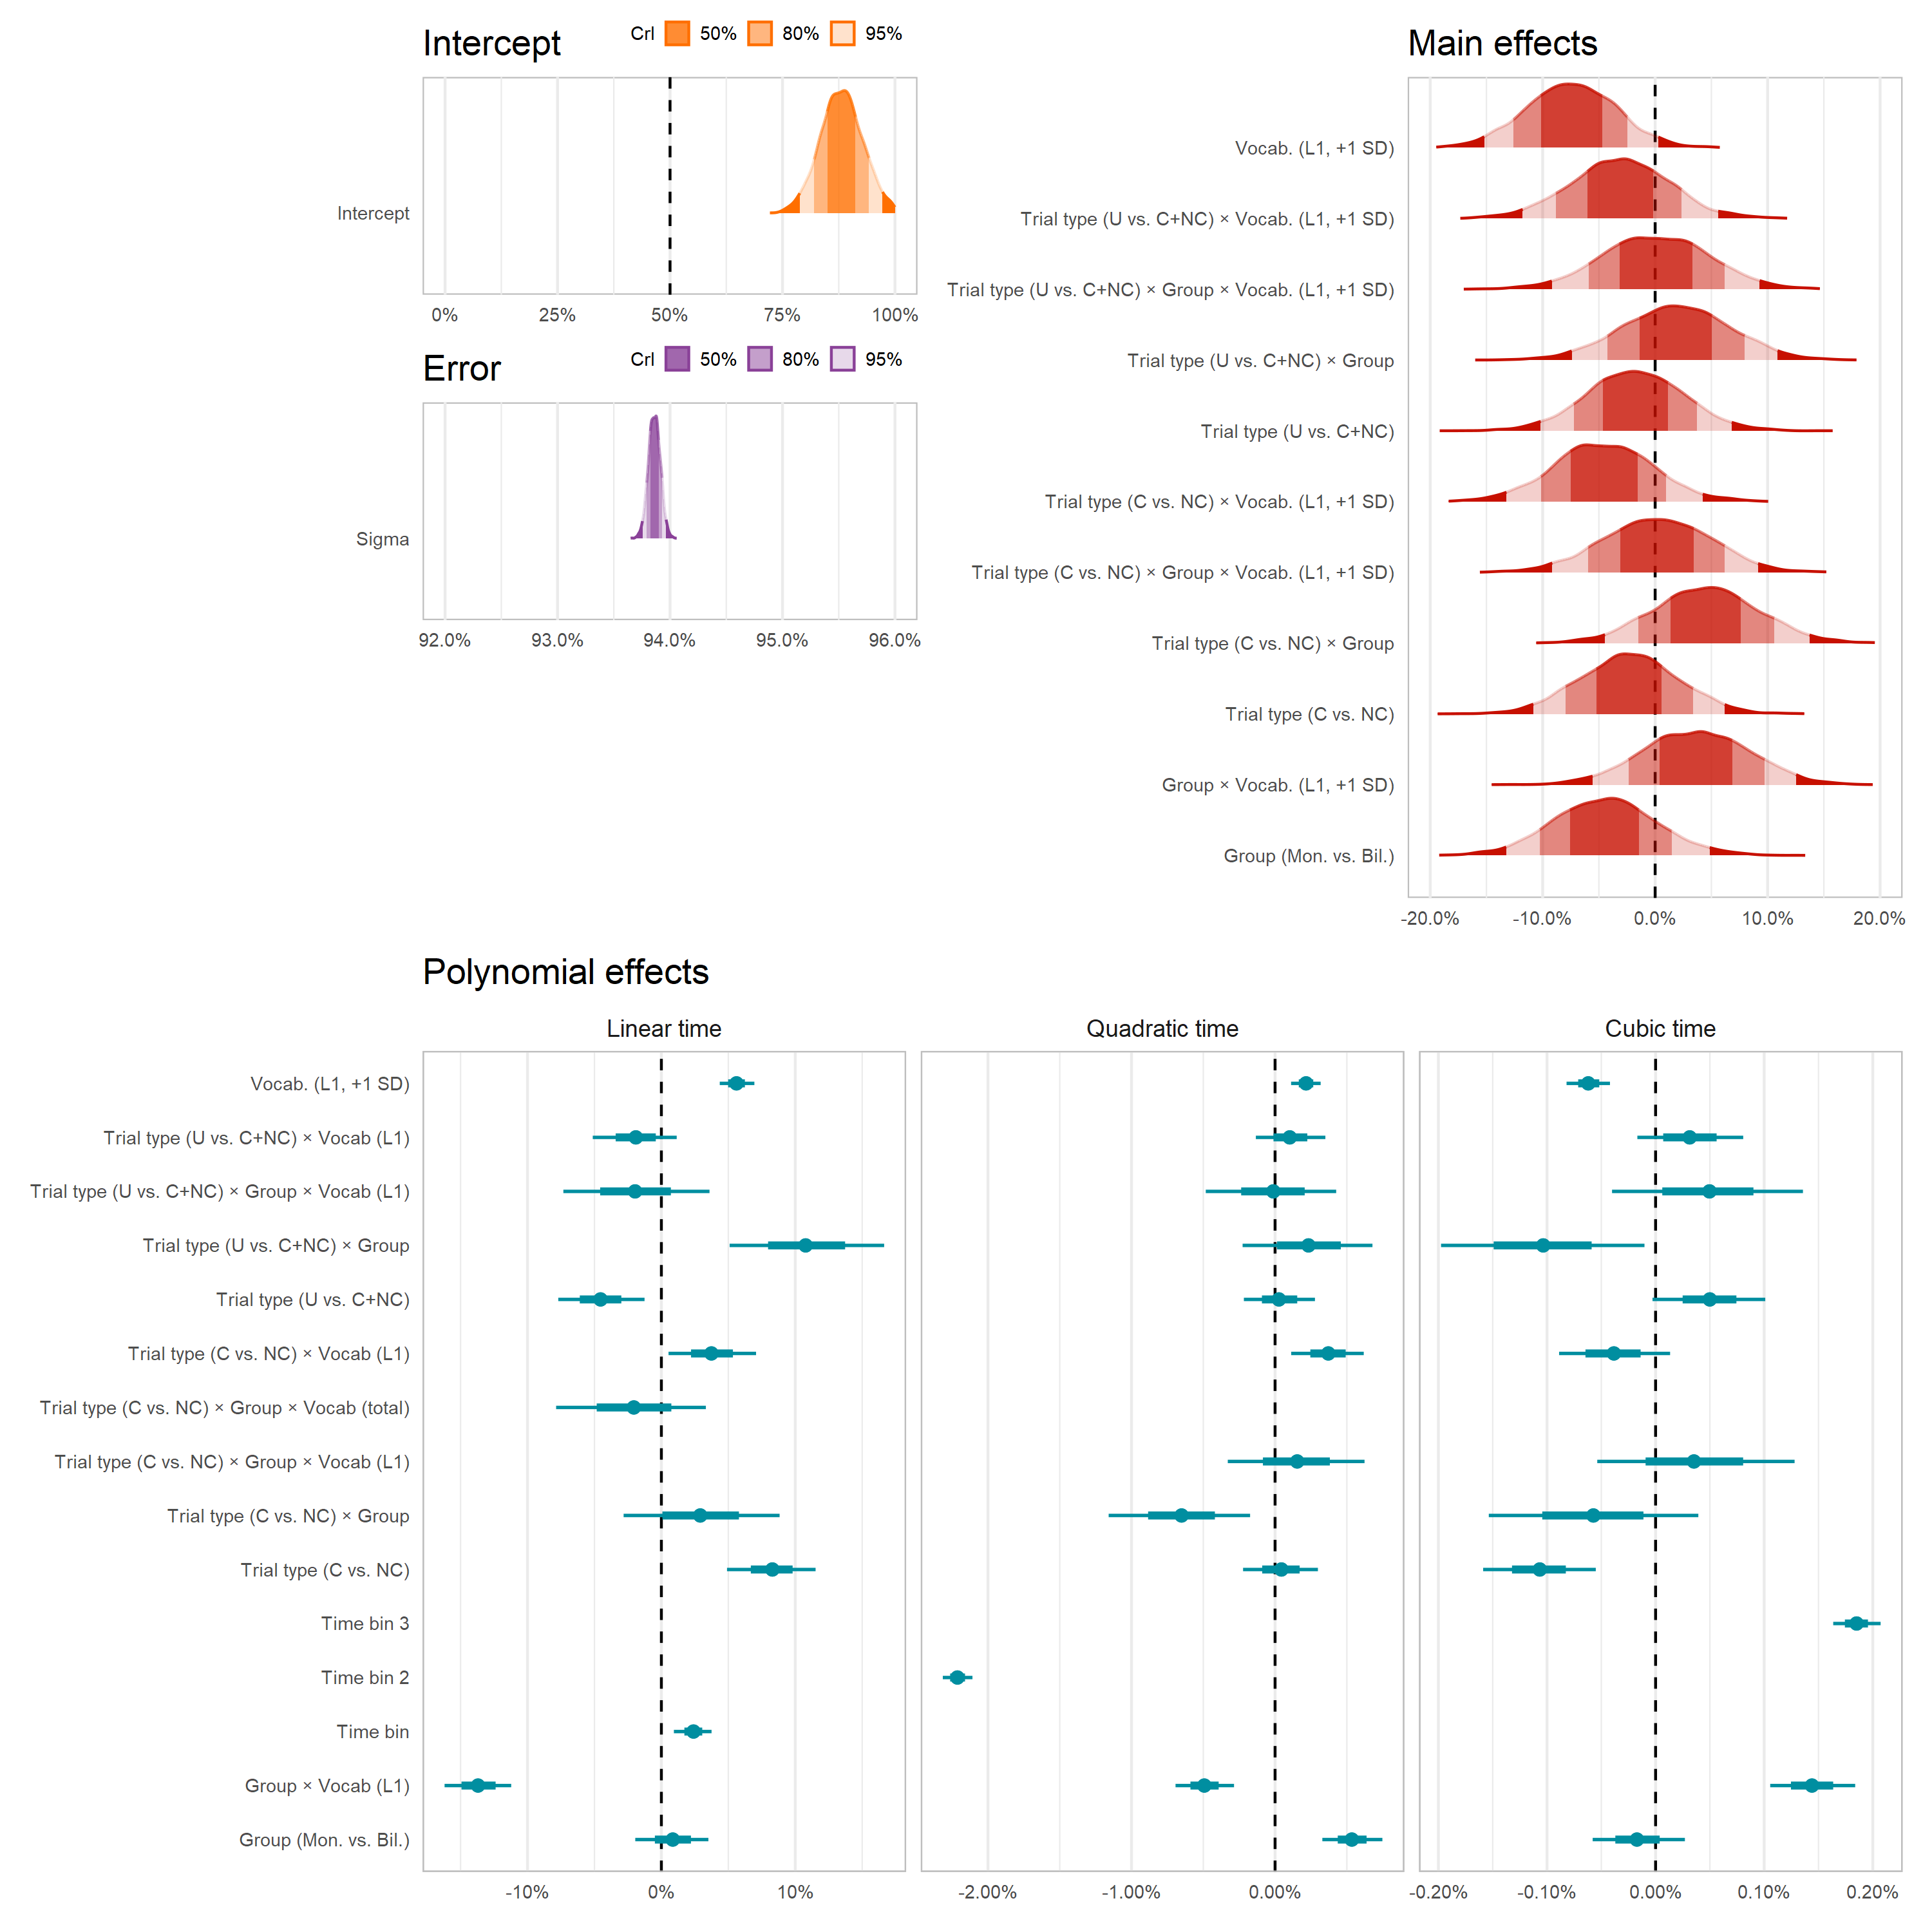 Intercept
CrI 50% 80% 95%
Intercept
0% 25% 50% 75% 100%
Error
CrI 50% 80% 95%
Sigma
92.0% 93.0% 94.0% 95.0% 96.0%
Main effects
Vocab. (L1, +1 SD)
Trial type (U vs. C+NC) × Vocab. (L1, +1 SD)
Trial type (U vs. C+NC) × Group × Vocab. (L1, +1 SD)
Trial type (U vs. C+NC) × Group
Trial type (U vs. C+NC)
Trial type (C vs. NC) × Vocab. (L1, +1 SD)
Trial type (C vs. NC) × Group × Vocab. (L1, +1 SD)
Trial type (C vs. NC) × Group
Trial type (C vs. NC)
Group × Vocab. (L1, +1 SD)
Group (Mon. vs. Bil.)
-20.0% -10.0% 0.0% 10.0% 20.0%
Polynomial effects
Linear time Quadratic time Cubic time
Vocab. (L1, +1 SD)
Trial type (U vs. C+NC) × Vocab (L1)
Trial type (U vs. C+NC) × Group × Vocab (L1)
Trial type (U vs. C+NC) × Group
Trial type (U vs. C+NC)
Trial type (C vs. NC) × Vocab (L1)
Trial type (C vs. NC) × Group × Vocab (total)
Trial type (C vs. NC) × Group × Vocab (L1)
Trial type (C vs. NC) × Group
Trial type (C vs. NC)
Time bin 3
Time bin 2
Time bin
Group × Vocab (L1)
Group (Mon. vs. Bil.)
-10% 0% 10% -2.00% -1.00% 0.00% -0.20% -0.10% 0.00% 0.10% 0.20%